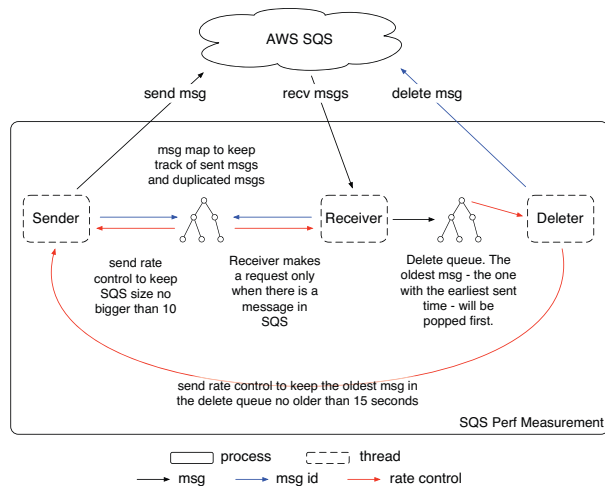 AWS SQS
send msg
recv msgs
delete msg
msg map to keep
track of sent msgs
and duplicated msgs
Sender
Receiver
Deleter
send rate
control to keep
SQS size no
bigger than 10
Receiver makes
a request only
when there is a
message in
SQS
Delete queue. The
oldest msg - the one
with the earliest sent
time - will be
popped first.
send rate control to keep the oldest msg in
the delete queue no older than 15 seconds
SQS Perf Measurement
process
thread
msg
msg id
rate control